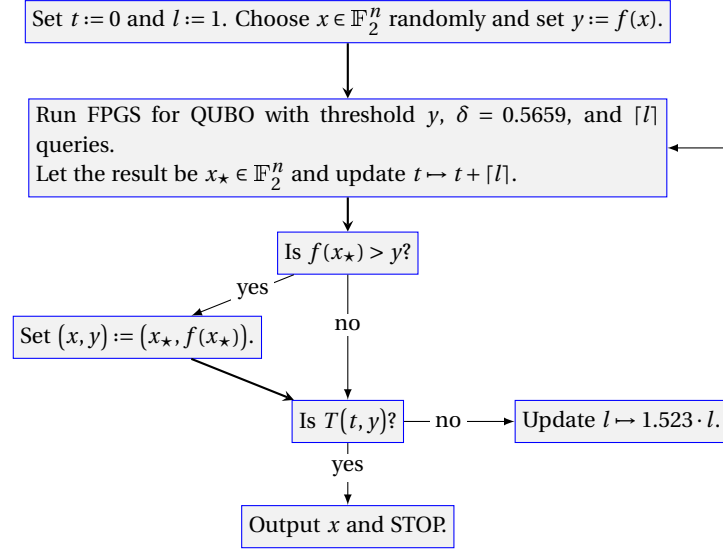 Set t := 0 and l := 1. Choose x ∈ 𝔽₂ⁿ randomly and set y := f(x).
Run FPGS for QUBO with threshold y, δ = 0.5659, and ⌈l⌉
queries.
Let the result be x⋆ ∈ 𝔽₂ⁿ and update t ↦ t + ⌈l⌉.
Is f(x⋆) > y?
yes
no
Set (x, y) := (x⋆, f(x⋆)).
Is T(t, y)?
no
Update l ↦ 1.523 · l.
yes
Output x and STOP.